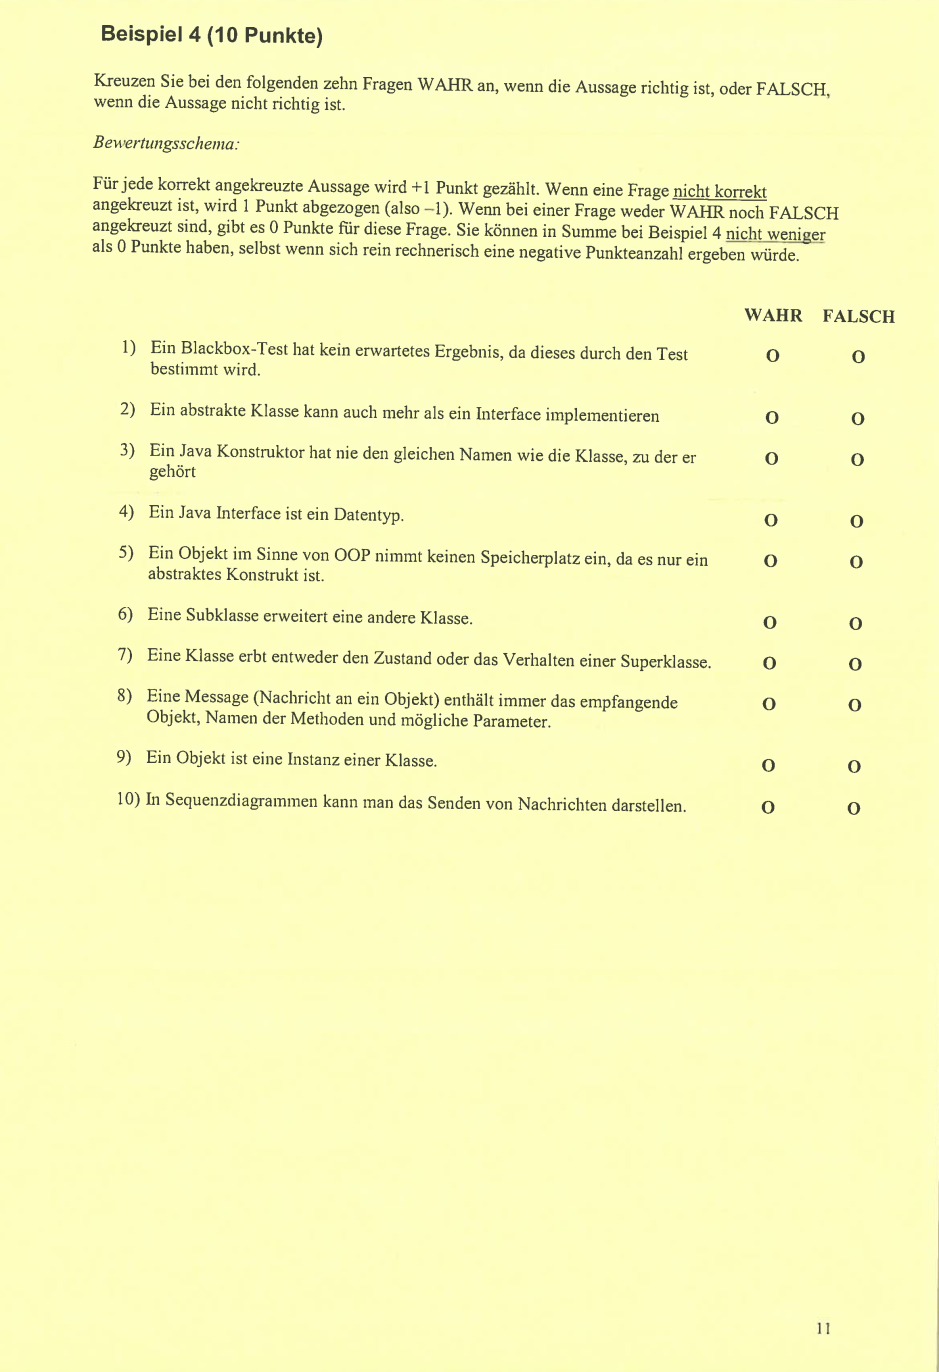 Beispiel 4 (10 Punkte)
Kreuzen Sie bei den folgenden zehn Fragen WAHR an, wenn die Aussage richtig ist, oder FALSCH,
wenn die Aussage nicht richtig ist.
Bewertungsschema:
Für jede korrekt angekreuzte Aussage wird +1 Punkt gezählt. Wenn eine Frage nicht korrekt
angekreuzt ist, wird 1 Punkt abgezogen (also –1). Wenn bei einer Frage weder WAHR noch FALSCH
angekreuzt sind, gibt es 0 Punkte für diese Frage. Sie können in Summe bei Beispiel 4 nicht weniger
als 0 Punkte haben, selbst wenn sich rein rechnerisch eine negative Punkteanzahl ergeben würde.
WAHR FALSCH
1) Ein Blackbox-Test hat kein erwartetes Ergebnis, da dieses durch den Test O O
bestimmt wird.
2) Ein abstrakte Klasse kann auch mehr als ein Interface implementieren O O
3) Ein Java Konstruktor hat nie den gleichen Namen wie die Klasse, zu der er O O
gehört
4) Ein Java Interface ist ein Datentyp. O O
5) Ein Objekt im Sinne von OOP nimmt keinen Speicherplatz ein, da es nur ein O O
abstraktes Konstrukt ist.
6) Eine Subklasse erweitert eine andere Klasse. O O
7) Eine Klasse erbt entweder den Zustand oder das Verhalten einer Superklasse. O O
8) Eine Message (Nachricht an ein Objekt) enthält immer das empfangende O O
Objekt, Namen der Methoden und mögliche Parameter.
9) Ein Objekt ist eine Instanz einer Klasse. O O
10) In Sequenzdiagrammen kann man das Senden von Nachrichten darstellen. O O
11